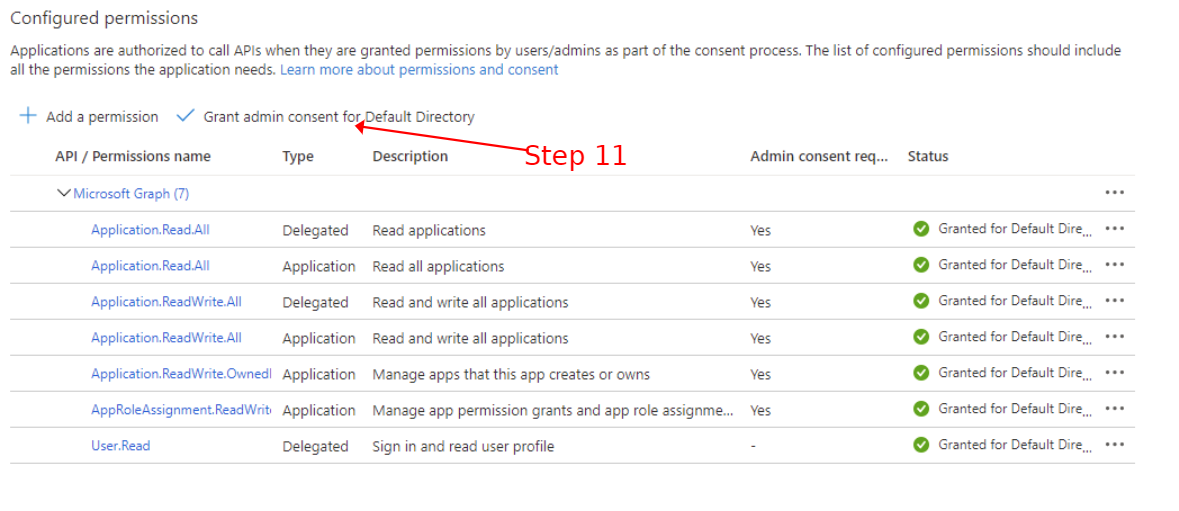 Configured permissions
Applications are authorized to call APIs when they are granted permissions by users/admins as part of the consent process. The list of configured permissions should include
all the permissions the application needs. Learn more about permissions and consent
Add a permission Grant admin consent for Default Directory
Step 11
API / Permissions name Type Description Admin consent req... Status
Microsoft Graph (7) ...
Application.Read.All Delegated Read applications Yes Granted for Default Dire... ...
Application.Read.All Application Read all applications Yes Granted for Default Dire... ...
Application.ReadWrite.All Delegated Read and write all applications Yes Granted for Default Dire... ...
Application.ReadWrite.All Application Read and write all applications Yes Granted for Default Dire... ...
Application.ReadWrite.Owned Application Manage apps that this app creates or owns Yes Granted for Default Dire... ...
AppRoleAssignment.ReadWrite Application Manage app permission grants and app role assignme... Yes Granted for Default Dire... ...
User.Read Delegated Sign in and read user profile - Granted for Default Dire... ...